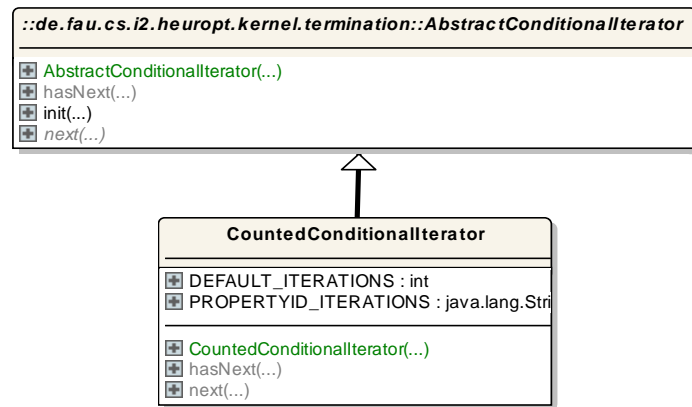 ::de.fau.cs.i2.heuropt.kernel.termination::AbstractConditionalIterator
AbstractConditionalIterator(...)
hasNext(...)
init(...)
next(...)
CountedConditionalIterator
DEFAULT_ITERATIONS : int
PROPERTYID_ITERATIONS : java.lang.Stri
CountedConditionalIterator(...)
hasNext(...)
next(...)